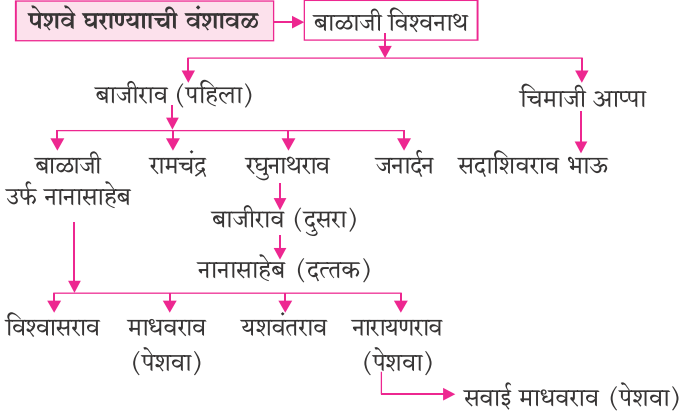 पेशवे घराण्याची वंशावळ
बाळाजी विश्वनाथ
बाजीराव (पहिला)
चिमाजी आप्पा
बाळाजी
उर्फ नानासाहेब
रामचंद्र
रघुनाथराव
जनार्दन
सदाशिवराव भाऊ
बाजीराव (दुसरा)
नानासाहेब (दत्तक)
विश्वासराव
माधवराव
(पेशवा)
यशवंतराव
नारायणराव
(पेशवा)
सवाई माधवराव (पेशवा)